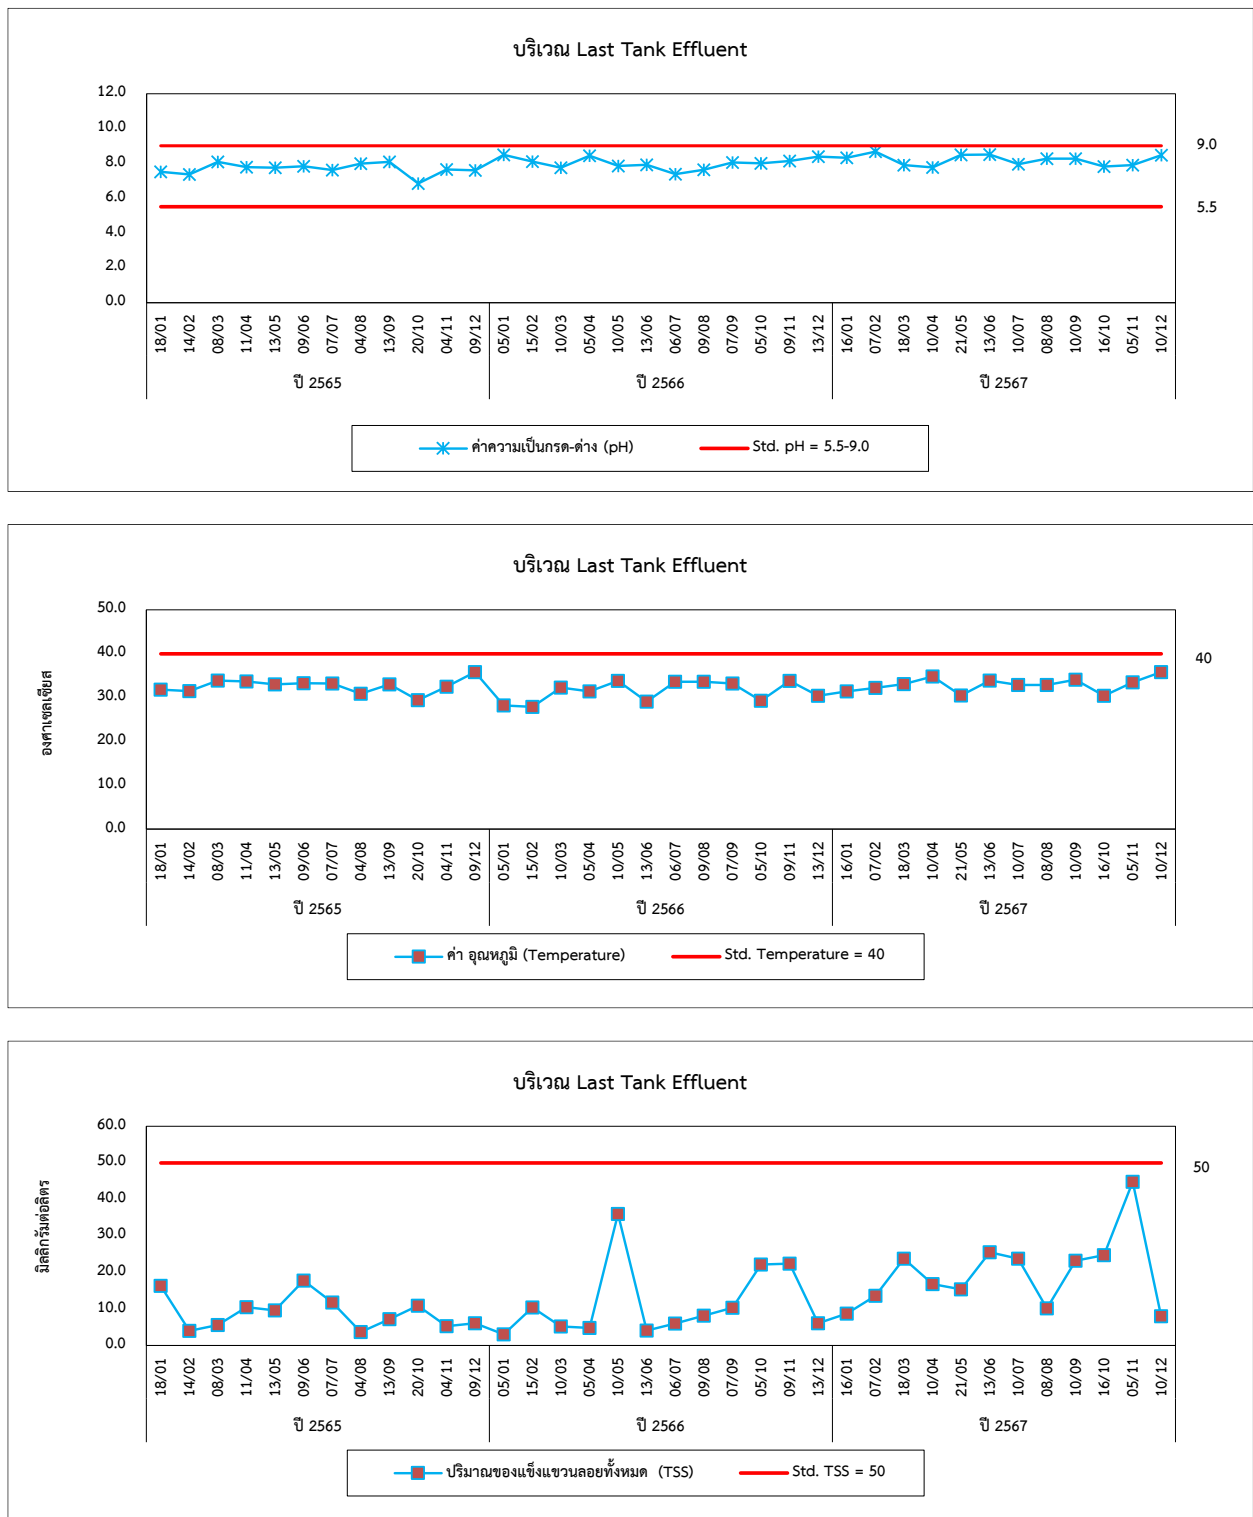 บริเวณ Last Tank Effluent
12.0
10.0
8.0
6.0
4.0
2.0
0.0
9.0
5.5
18/01 14/02 08/03 11/04 13/05 09/06 07/07 04/08 13/09 20/10 04/11 09/12 05/01 15/02 10/03 05/04 10/05 13/06 06/07 09/08 07/09 05/10 09/11 13/12 16/01 07/02 18/03 10/04 21/05 13/06 10/07 08/08 10/09 16/10 05/11 10/12
ปี 2565 ปี 2566 ปี 2567
ค่าความเป็นกรด-ด่าง (pH) Std. pH = 5.5-9.0
บริเวณ Last Tank Effluent
องศาเซลเซียส
50.0
40.0
30.0
20.0
10.0
0.0
40
18/01 14/02 08/03 11/04 13/05 09/06 07/07 04/08 13/09 20/10 04/11 09/12 05/01 15/02 10/03 05/04 10/05 13/06 06/07 09/08 07/09 05/10 09/11 13/12 16/01 07/02 18/03 10/04 21/05 13/06 10/07 08/08 10/09 16/10 05/11 10/12
ปี 2565 ปี 2566 ปี 2567
ค่า อุณหภูมิ (Temperature) Std. Temperature = 40
บริเวณ Last Tank Effluent
มิลลิกรัมต่อลิตร
60.0
50.0
40.0
30.0
20.0
10.0
0.0
50
18/01 14/02 08/03 11/04 13/05 09/06 07/07 04/08 13/09 20/10 04/11 09/12 05/01 15/02 10/03 05/04 10/05 13/06 06/07 09/08 07/09 05/10 09/11 13/12 16/01 07/02 18/03 10/04 21/05 13/06 10/07 08/08 10/09 16/10 05/11 10/12
ปี 2565 ปี 2566 ปี 2567
ปริมาณของแข็งแขวนลอยทั้งหมด (TSS) Std. TSS = 50